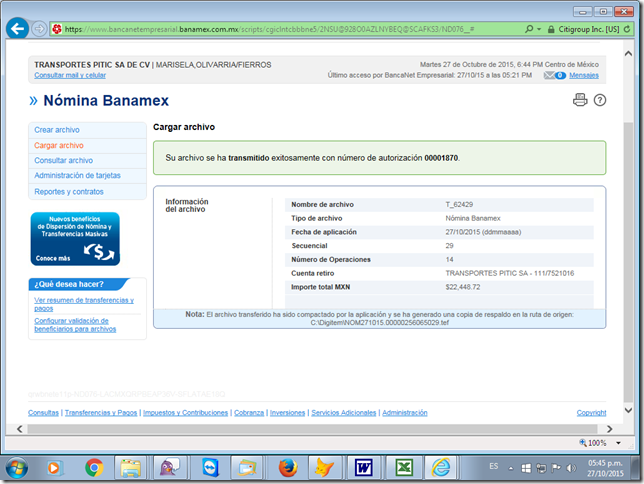 https://www.bancanetempresarial.banamex.com.mx/scripts/cgiclntcbbbne5/2NSU@92BO0AZLNYBEQ@SCAFKS3/ND076__#
Citigroup Inc. [US]
TRANSPORTES PITIC SA DE CV | MARISELA,OLIVARRIA/FIERROS
Martes 27 de Octubre de 2015, 6:44 PM Centro de México
Consultar mail y celular
Último acceso por BancaNet Empresarial: 27/10/15 a las 05:21 PM
0 Mensajes
» Nómina Banamex
Crear archivo
Cargar archivo
Consultar archivo
Administración de tarjetas
Reportes y contratos
Nuevos beneficios
de Dispersión de Nómina y
Transferencias Masivas
Conoce más
¿Qué desea hacer?
Ver resumen de transferencias y
pagos
Configurar validación de
beneficiarios para archivos
Cargar archivo
Su archivo se ha transmitido exitosamente con número de autorización 00001870.
Información
del archivo
Nombre de archivo T_62429
Tipo de archivo Nómina Banamex
Fecha de aplicación 27/10/2015 (ddmmaaaa)
Secuencial 29
Número de Operaciones 14
Cuenta retiro TRANSPORTES PITIC SA - 111/7521016
Importe total MXN $22,448.72
Nota: El archivo transferido ha sido compactado por la aplicación y se ha generado una copia de respaldo en la ruta de origen:
C:\Digitem\NOM271015.00000256065029.tef
Consultas | Transferencias y Pagos | Impuestos y Contribuciones | Cobranza | Inversiones | Servicios Adicionales | Administración
Copyright
100%
ES
05:45 p.m.
27/10/2015